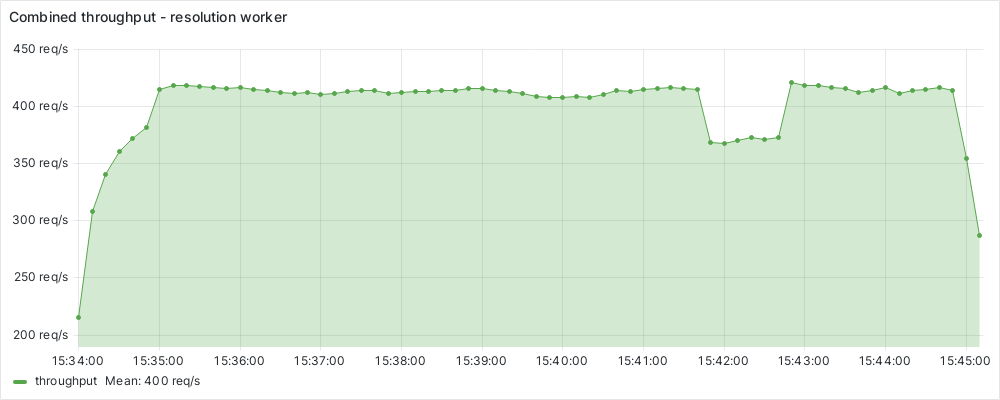 Combined throughput - resolution worker
450 req/s
400 req/s
350 req/s
300 req/s
250 req/s
200 req/s
15:34:00 15:35:00 15:36:00 15:37:00 15:38:00 15:39:00 15:40:00 15:41:00 15:42:00 15:43:00 15:44:00 15:45:00
throughput Mean: 400 req/s